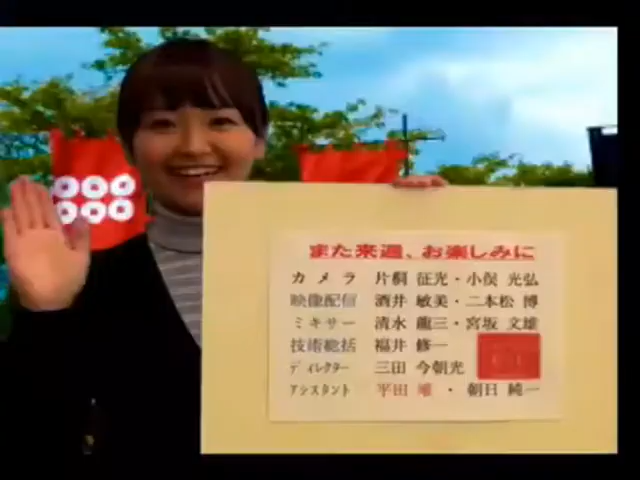 また来週、お楽しみに
カメラ 片桐 征光・小俣 光弘
映像配信 酒井 敏美・二本松 博
ミキサー 清水 龍三・宮坂 文雄
技術総括 福井 修一
ディレクター 三田 今朝光
アシスタント 平田 唯・朝日 純一